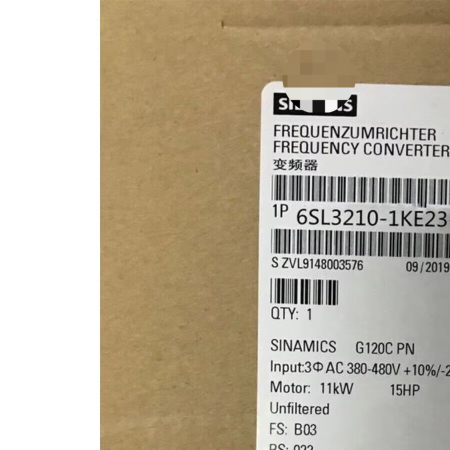 FREQUENZUMRICHTER
FREQUENCY CONVERTER
变频器
1P 6SL3210-1KE23
S ZVL9148003576 09/2019
QTY: 1
SINAMICS G120C PN
Input:3Φ AC 380-480V +10%/-2
Motor: 11kW 15HP
Unfiltered
FS: B03